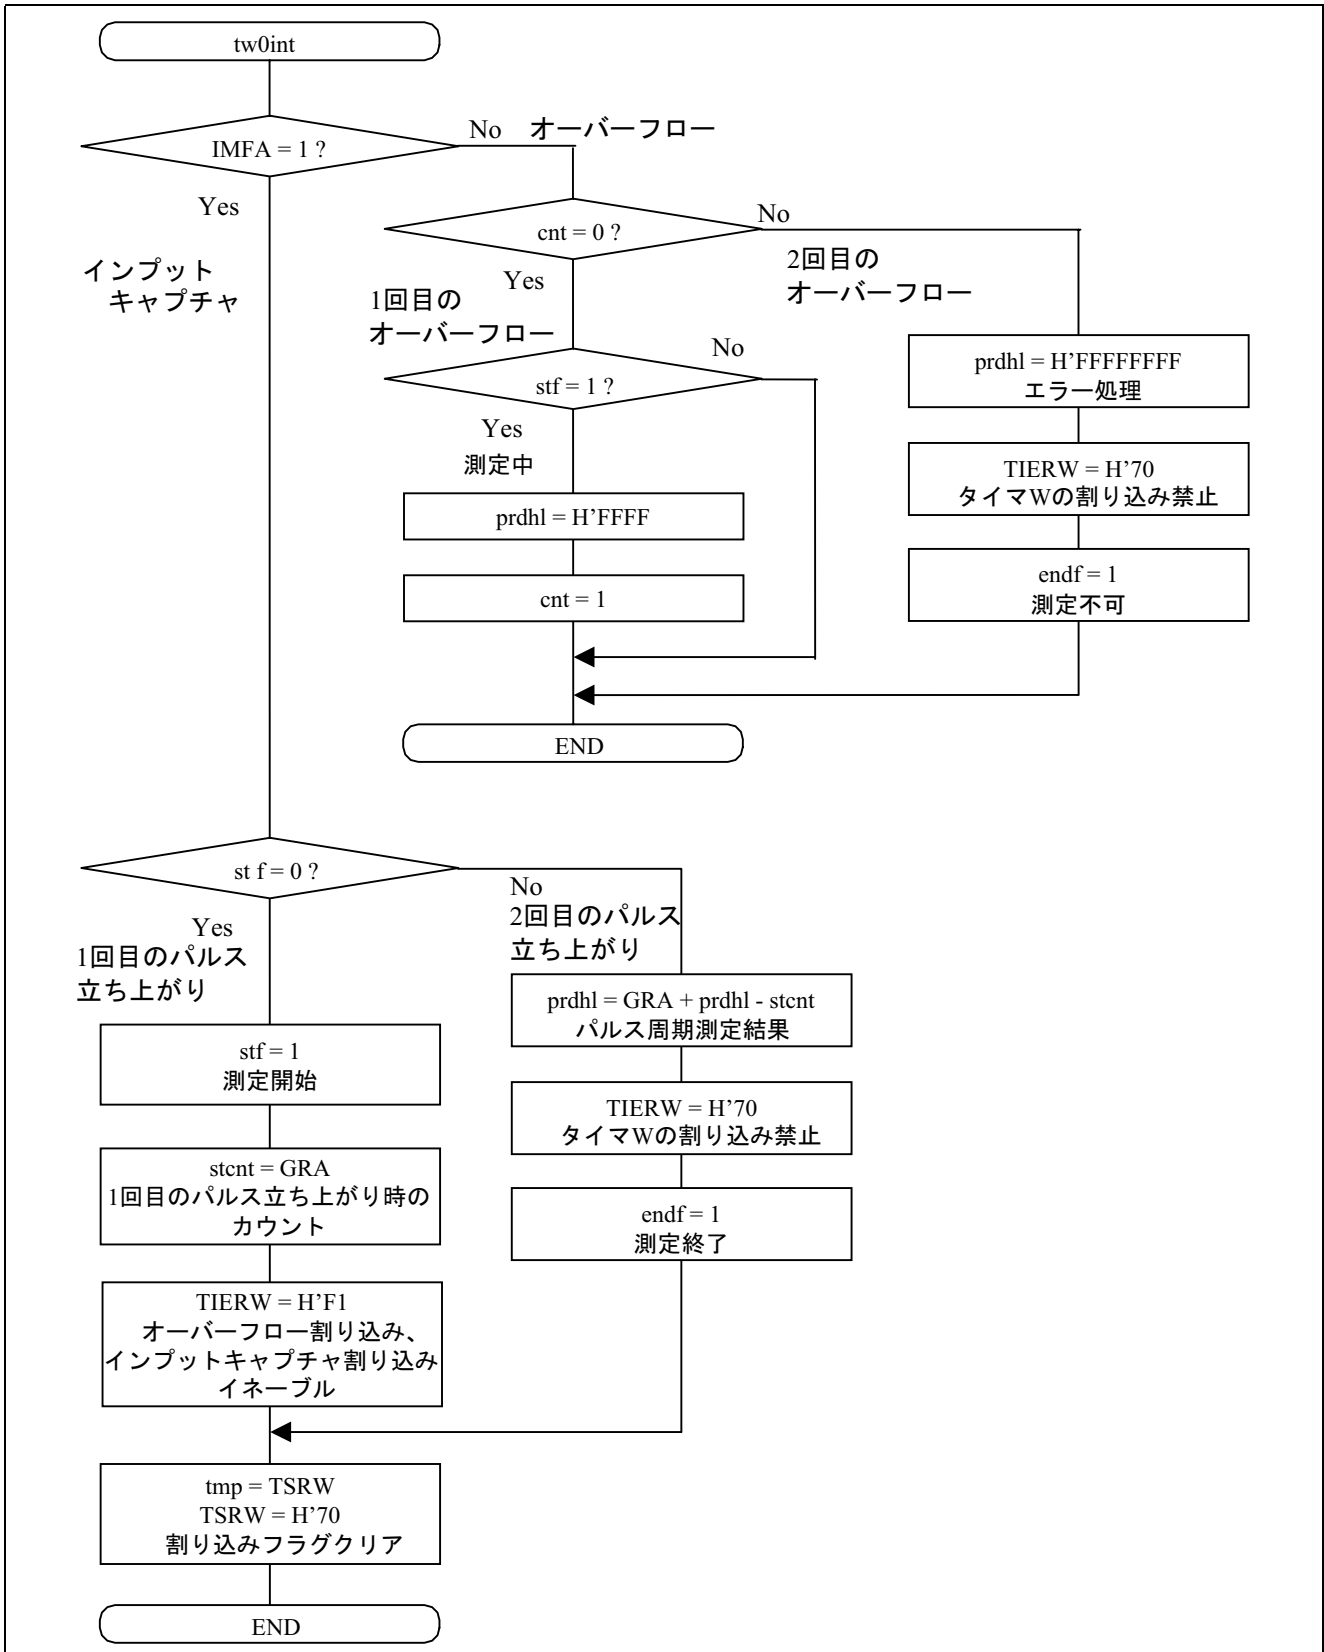 tw0int
IMFA = 1 ?
No オーバーフロー
Yes
インプット
キャプチャ
cnt = 0 ?
No
2回目の
オーバーフロー
Yes
1回目の
オーバーフロー
stf = 1 ?
No
Yes
測定中
prdhl = H'FFFF
cnt = 1
prdhl = H'FFFFFFFF
エラー処理
TIERW = H'70
タイマWの割り込み禁止
endf = 1
測定不可
END
st f = 0 ?
No
2回目のパルス
立ち上がり
Yes
1回目のパルス
立ち上がり
stf = 1
測定開始
stcnt = GRA
1回目のパルス立ち上がり時の
カウント
TIERW = H'F1
オーバーフロー割り込み、
インプットキャプチャ割り込み
イネーブル
prdhl = GRA + prdhl - stcnt
パルス周期測定結果
TIERW = H'70
タイマWの割り込み禁止
endf = 1
測定終了
tmp = TSRW
TSRW = H'70
割り込みフラグクリア
END